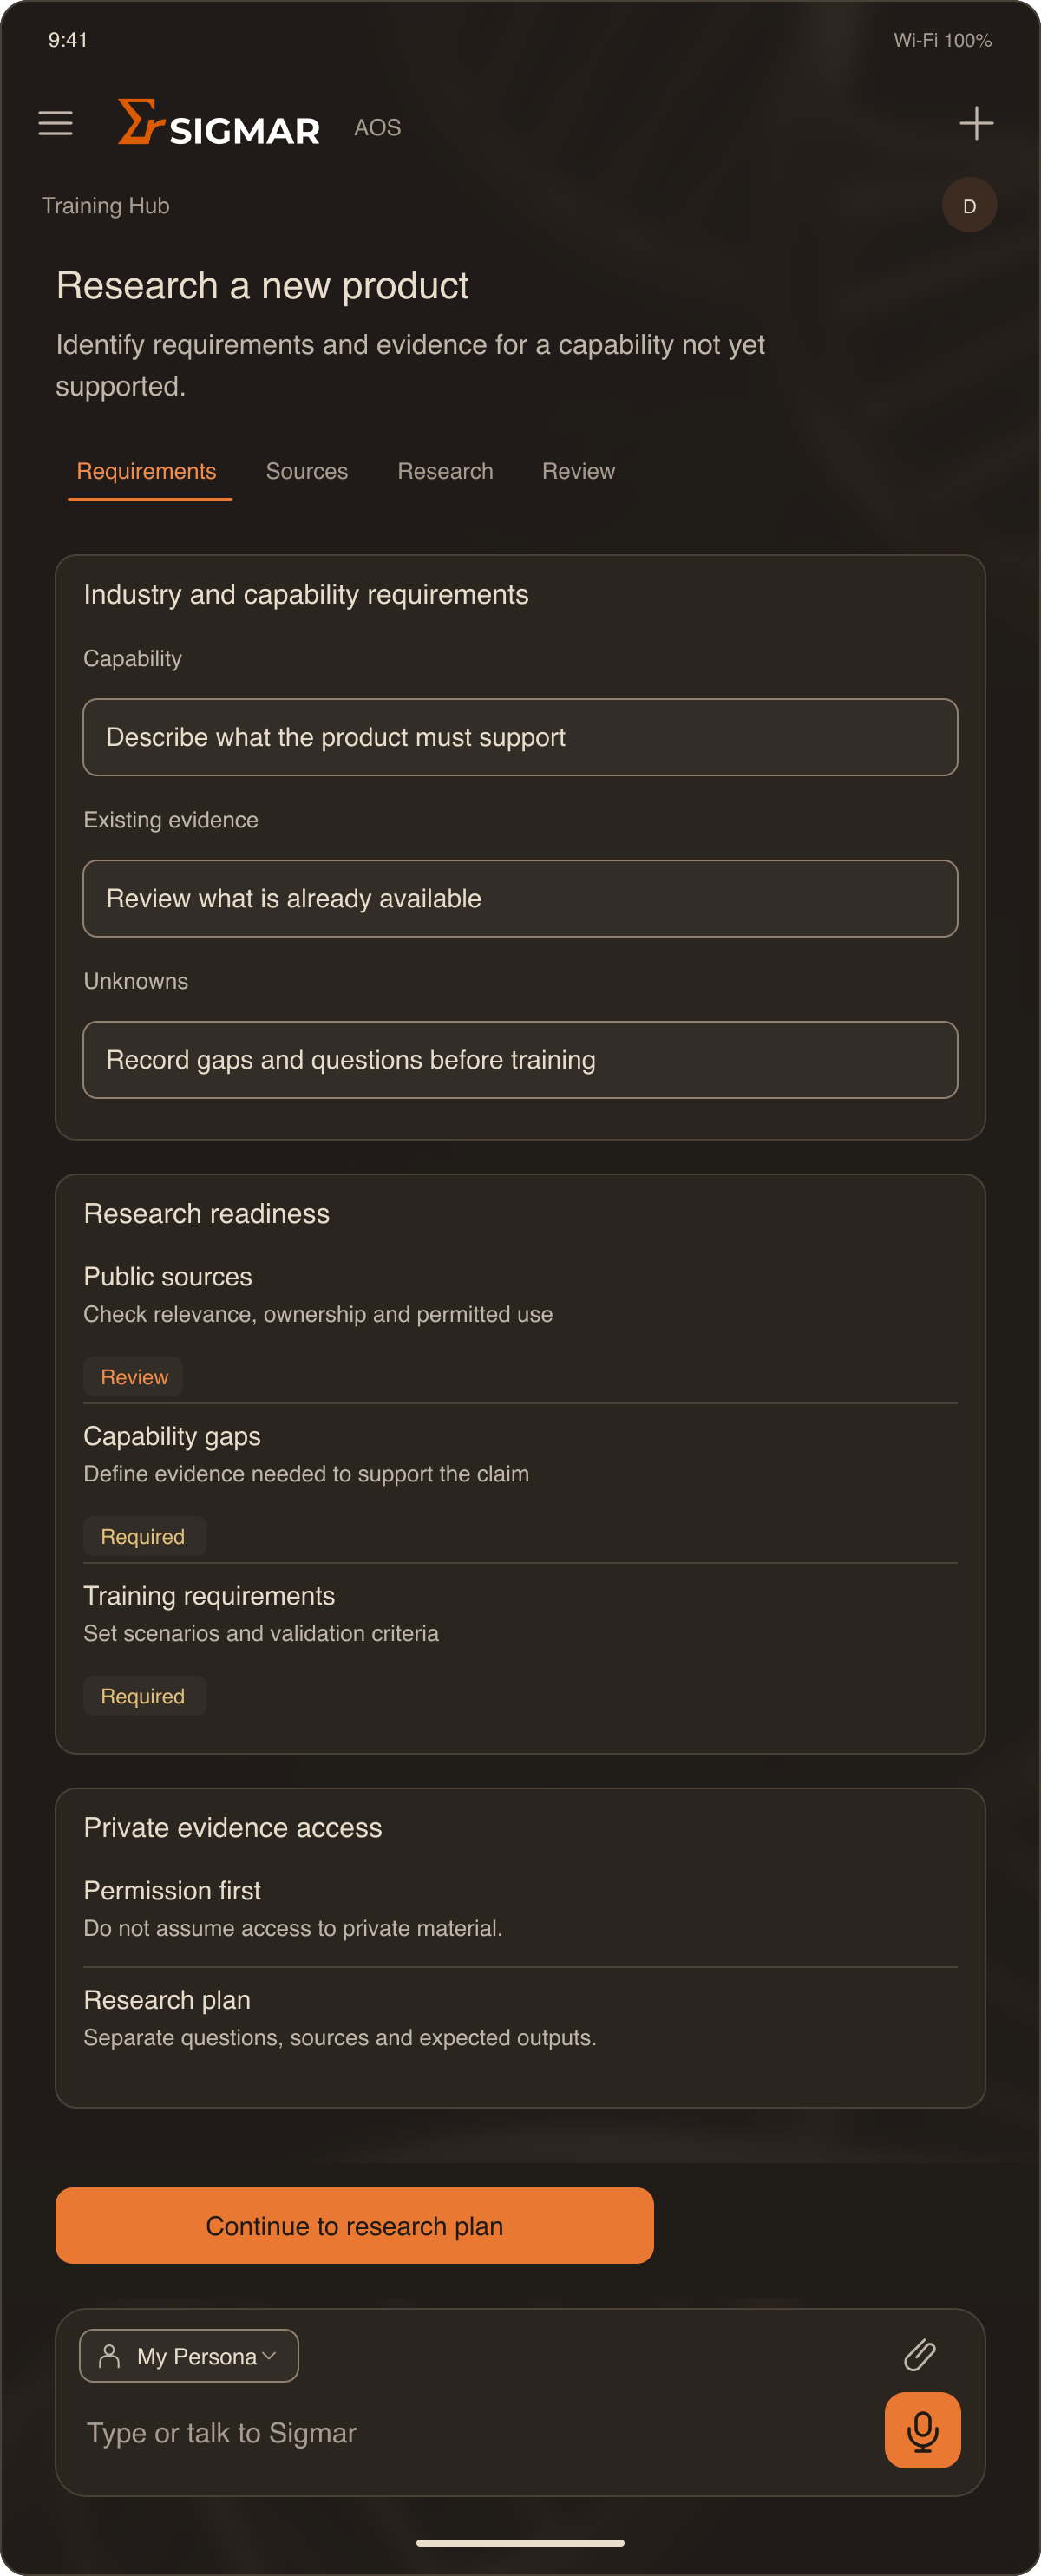 9:41
Wi-Fi 100%
Σr SIGMAR AOS
Training Hub
D
Research a new product
Identify requirements and evidence for a capability not yet
supported.
Requirements Sources Research Review
Industry and capability requirements
Capability
Describe what the product must support
Existing evidence
Review what is already available
Unknowns
Record gaps and questions before training
Research readiness
Public sources
Check relevance, ownership and permitted use
Review
Capability gaps
Define evidence needed to support the claim
Required
Training requirements
Set scenarios and validation criteria
Required
Private evidence access
Permission first
Do not assume access to private material.
Research plan
Separate questions, sources and expected outputs.
Continue to research plan
My Persona
Type or talk to Sigmar